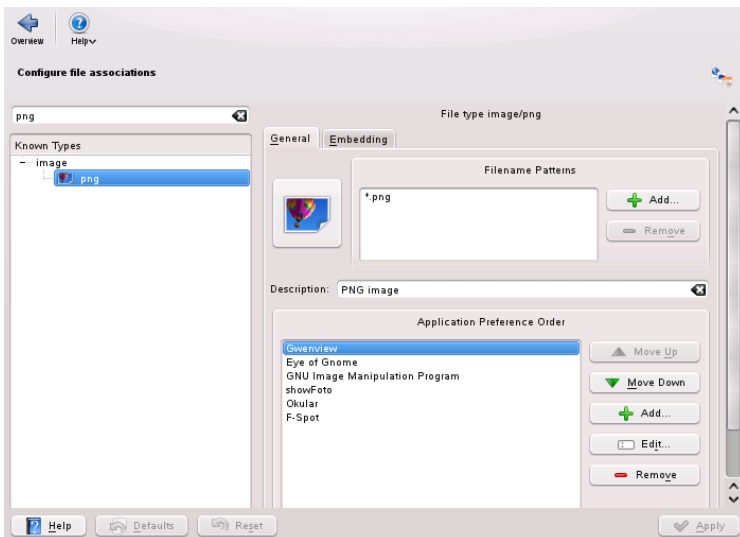 Overview
Help
Configure file associations
png
Known Types
image
png
File type image/png
General
Embedding
Filename Patterns
*.png
Add...
Remove
Description:
PNG image
Application Preference Order
Gwenview
Eye of Gnome
GNU Image Manipulation Program
showFoto
Okular
F-Spot
Move Up
Move Down
Add...
Edit...
Remove
Help
Defaults
Reset
Apply